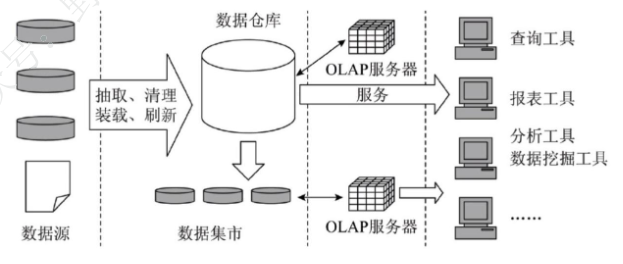 数据仓库
OLAP服务器
查询工具
抽取、清理
装载、刷新
服务
报表工具
分析工具
数据挖掘工具
数据源
数据集市
OLAP服务器
……